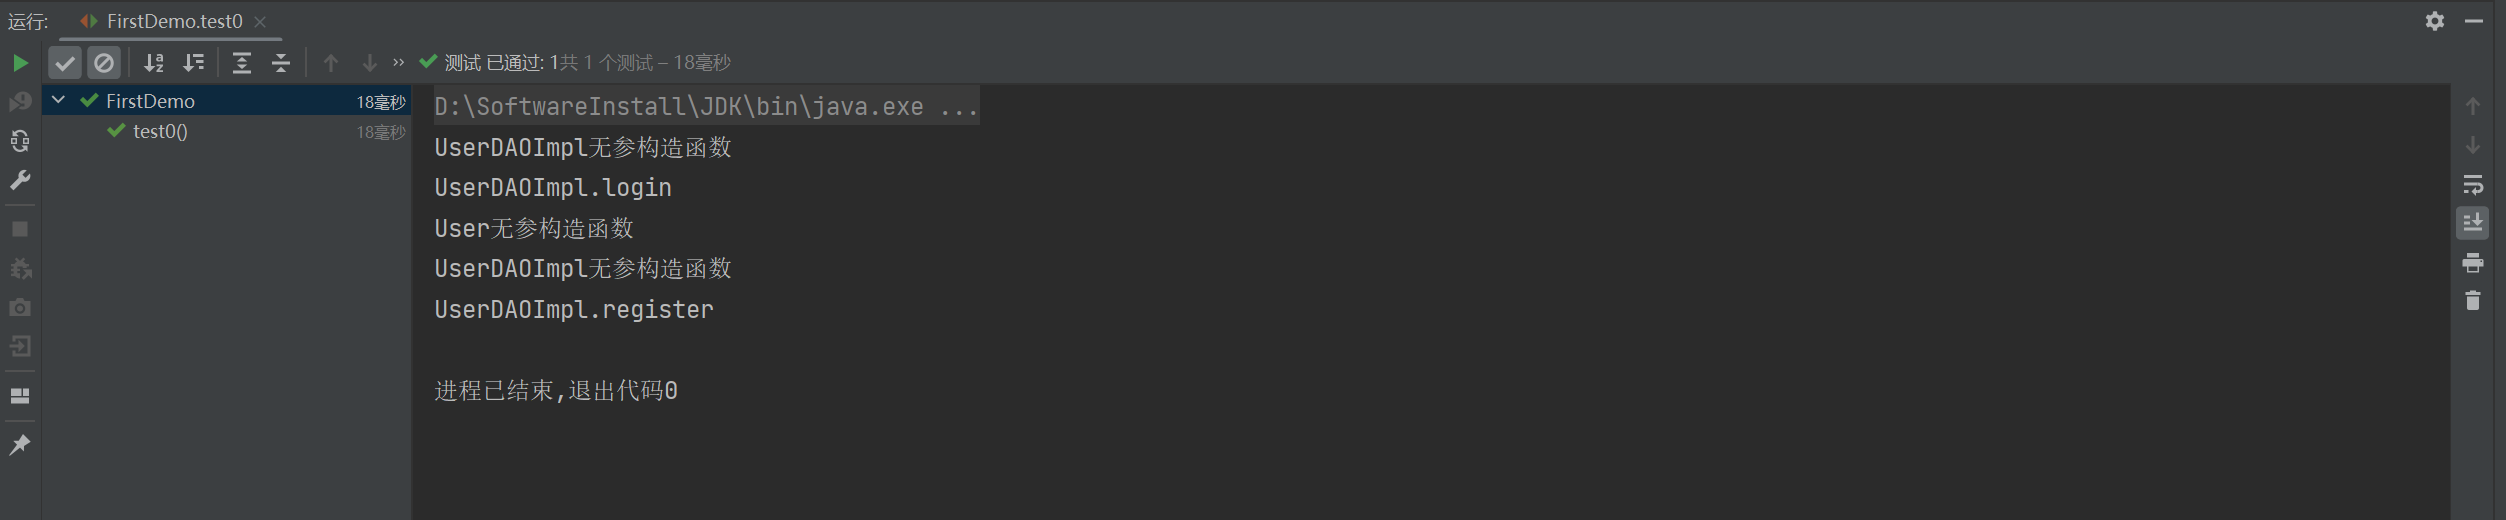 运行: FirstDemo.test0
测试 已通过: 1共 1 个测试 – 18毫秒
FirstDemo 18毫秒
test0() 18毫秒
D:\SoftwareInstall\JDK\bin\java.exe ...
UserDAOImpl无参构造函数
UserDAOImpl.login
User无参构造函数
UserDAOImpl无参构造函数
UserDAOImpl.register
进程已结束,退出代码0